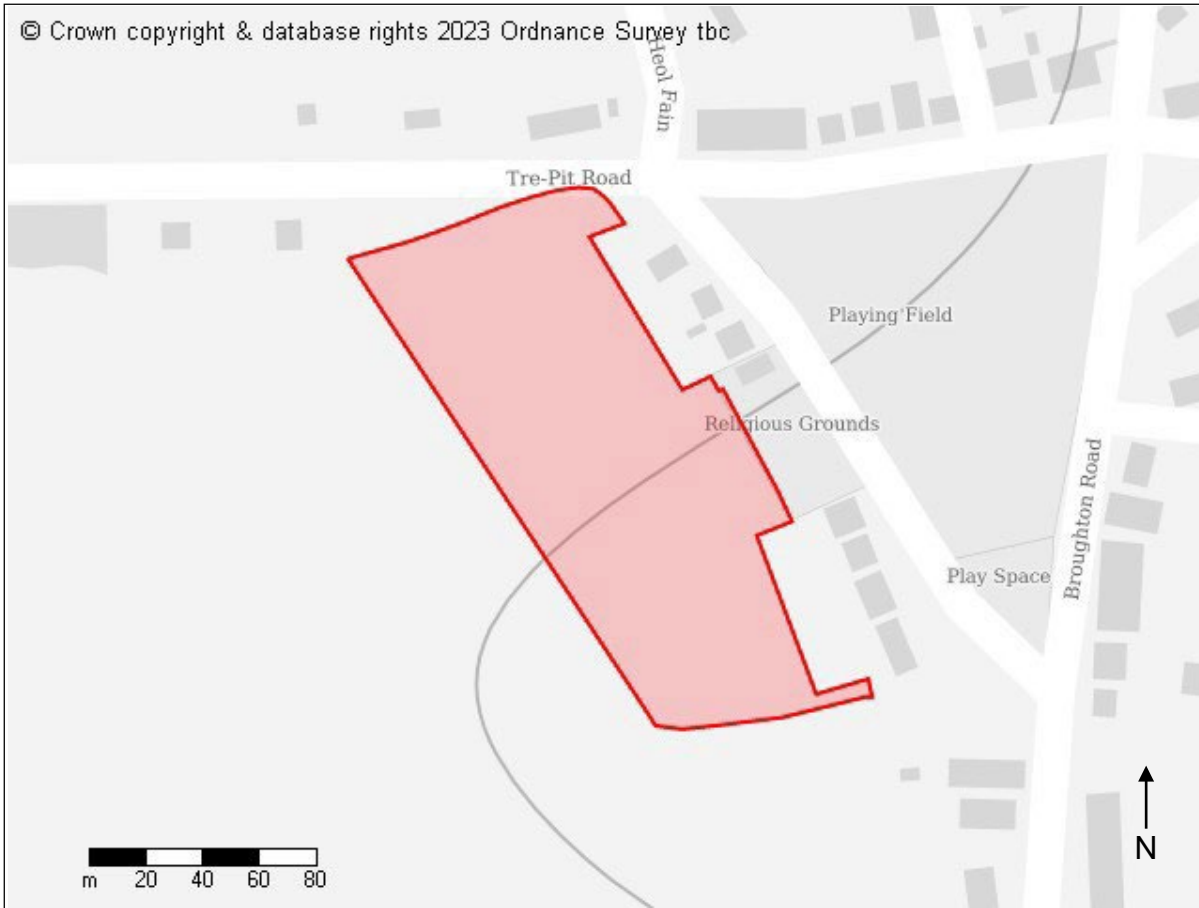 © Crown copyright & database rights 2023 Ordnance Survey tbc
Heol Fain
Tre-Pit Road
Playing Field
Religious Grounds
Broughton Road
Play Space
N
m 20 40 60 80